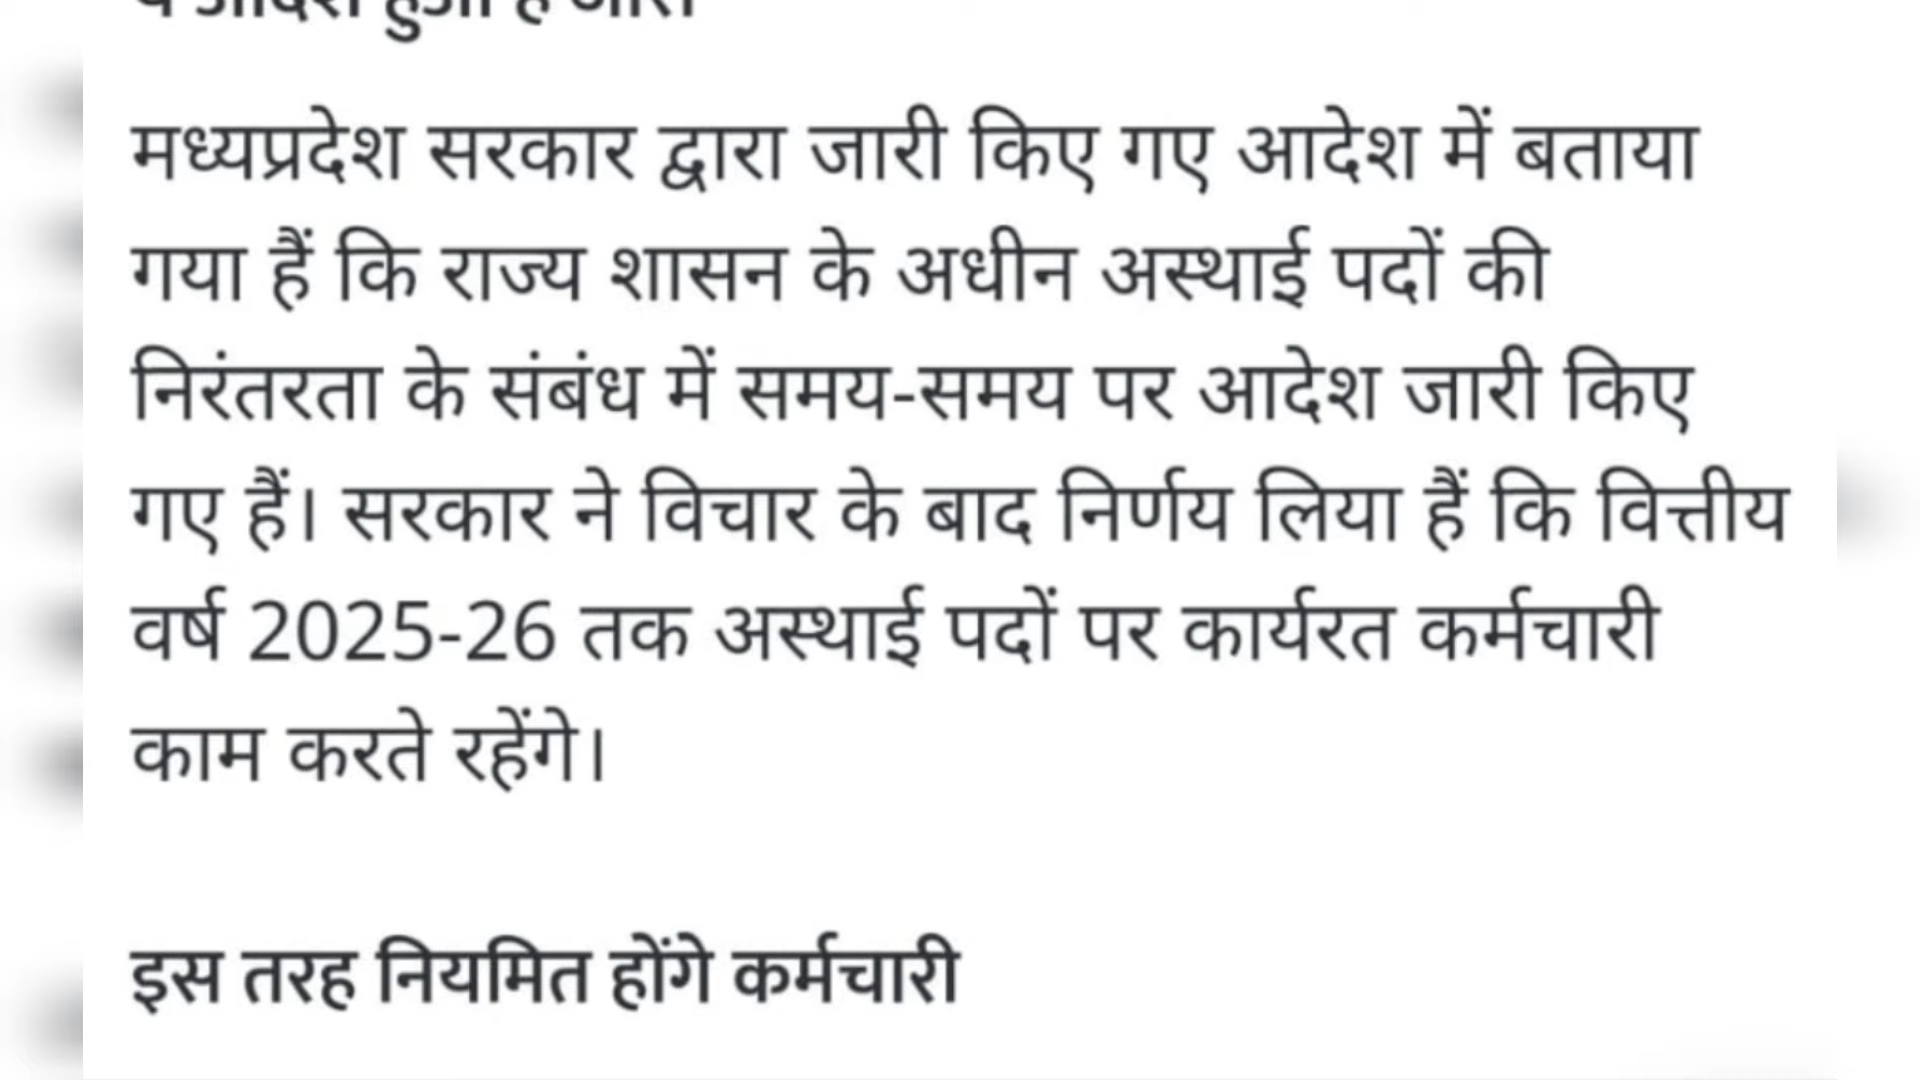 ये आदेश हुआ है जारी
मध्यप्रदेश सरकार द्वारा जारी किए गए आदेश में बताया
गया हैं कि राज्य शासन के अधीन अस्थाई पदों की
निरंतरता के संबंध में समय-समय पर आदेश जारी किए
गए हैं। सरकार ने विचार के बाद निर्णय लिया हैं कि वित्तीय
वर्ष 2025-26 तक अस्थाई पदों पर कार्यरत कर्मचारी
काम करते रहेंगे।
इस तरह नियमित होंगे कर्मचारी